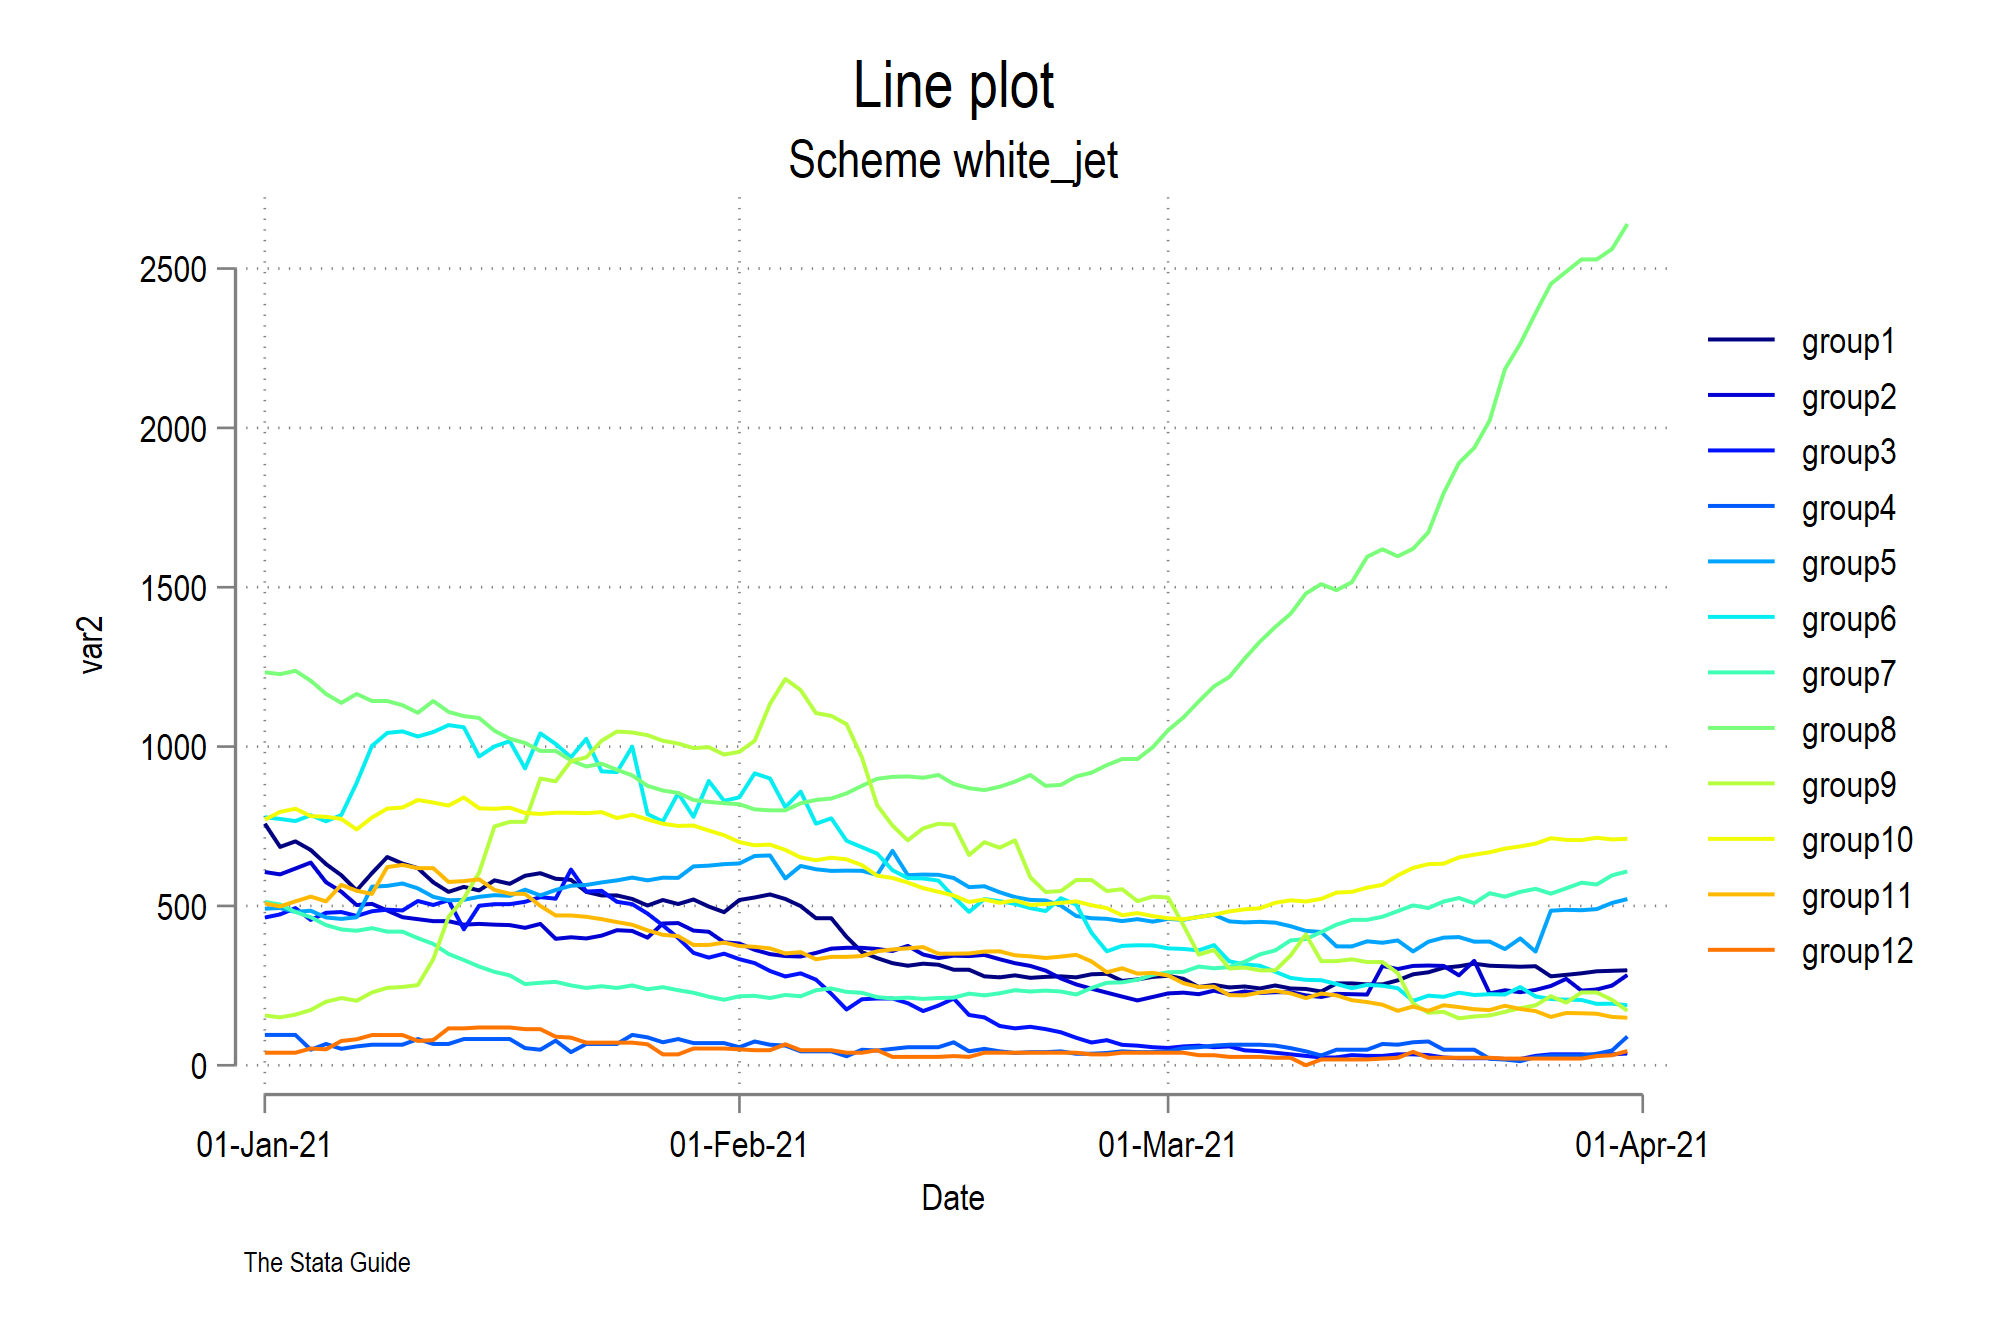 Line plot
Scheme white_jet
2500
2000
1500
1000
500
0
var2
01-Jan-21
01-Feb-21
01-Mar-21
01-Apr-21
Date
group1
group2
group3
group4
group5
group6
group7
group8
group9
group10
group11
group12
The Stata Guide